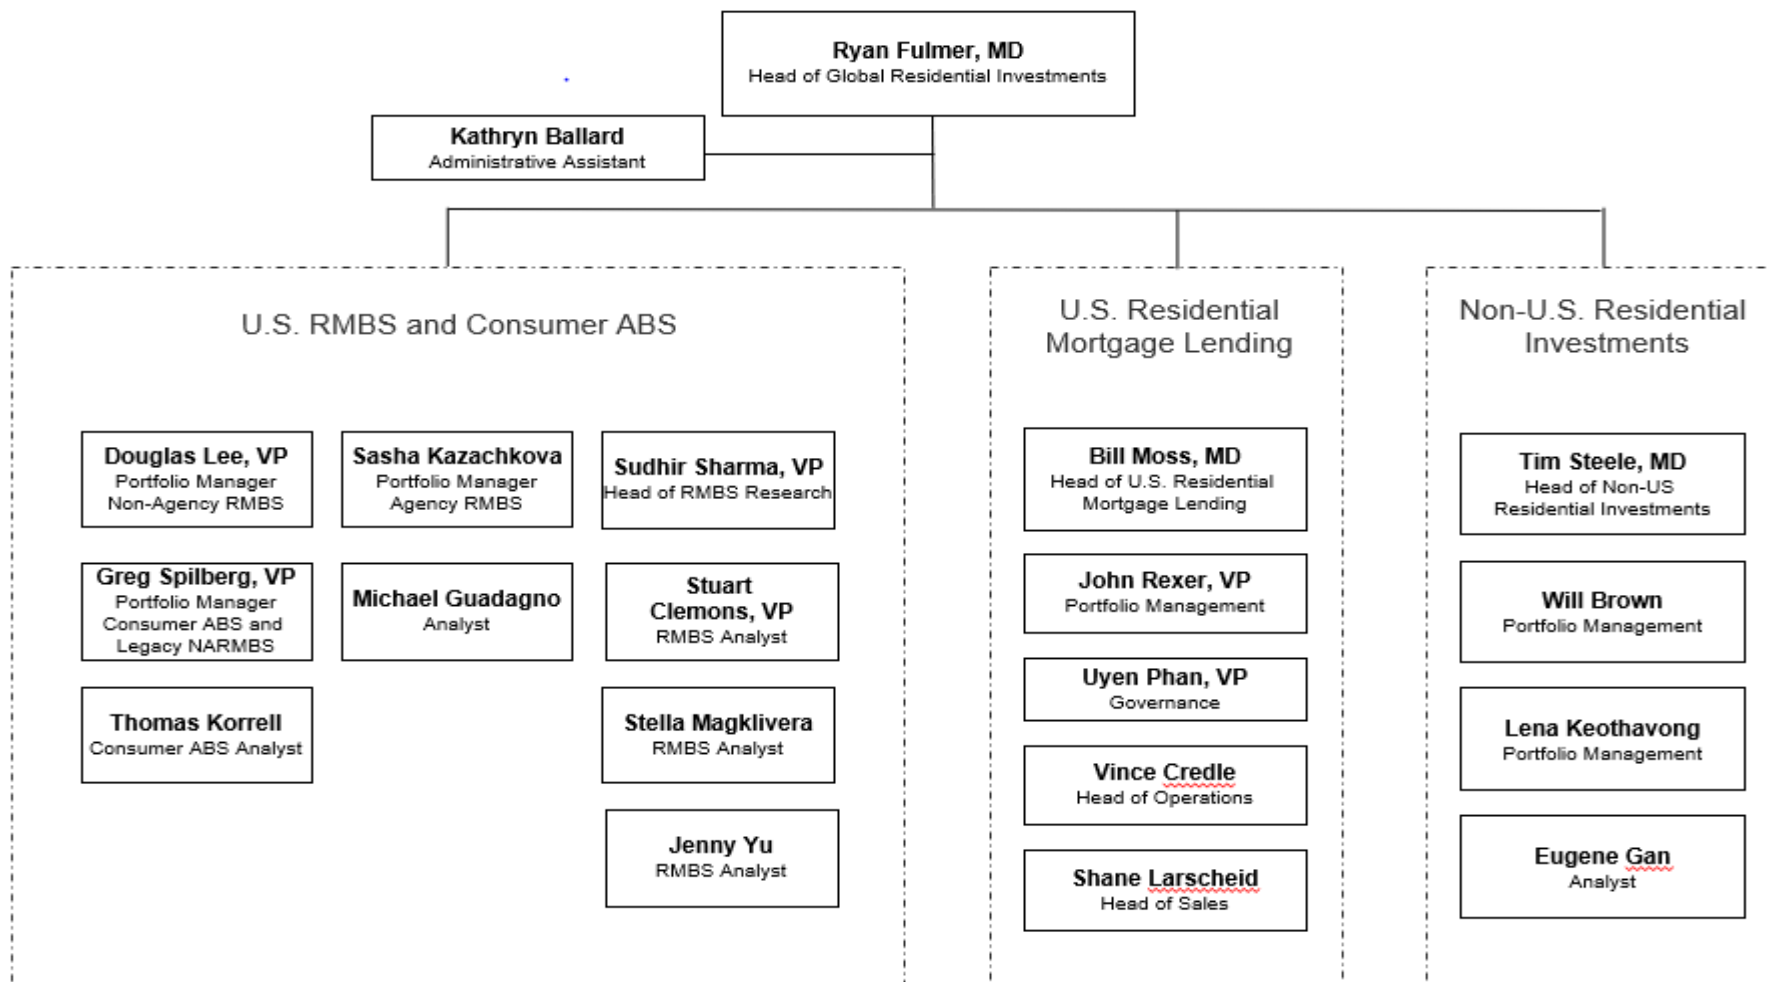 Ryan Fulmer, MD
Head of Global Residential Investments
Kathryn Ballard
Administrative Assistant
U.S. RMBS and Consumer ABS
Douglas Lee, VP
Portfolio Manager
Non-Agency RMBS
Sasha Kazachkova
Portfolio Manager
Agency RMBS
Sudhir Sharma, VP
Head of RMBS Research
Greg Spilberg, VP
Portfolio Manager
Consumer ABS and
Legacy NARMBS
Michael Guadagno
Analyst
Stuart
Clemons, VP
RMBS Analyst
Thomas Korrell
Consumer ABS Analyst
Stella Magklivera
RMBS Analyst
Jenny Yu
RMBS Analyst
U.S. Residential
Mortgage Lending
Bill Moss, MD
Head of U.S. Residential
Mortgage Lending
John Rexer, VP
Portfolio Management
Uyen Phan, VP
Governance
Vince Credle
Head of Operations
Shane Larscheid
Head of Sales
Non-U.S. Residential
Investments
Tim Steele, MD
Head of Non-US
Residential Investments
Will Brown
Portfolio Management
Lena Keothavong
Portfolio Management
Eugene Gan
Analyst